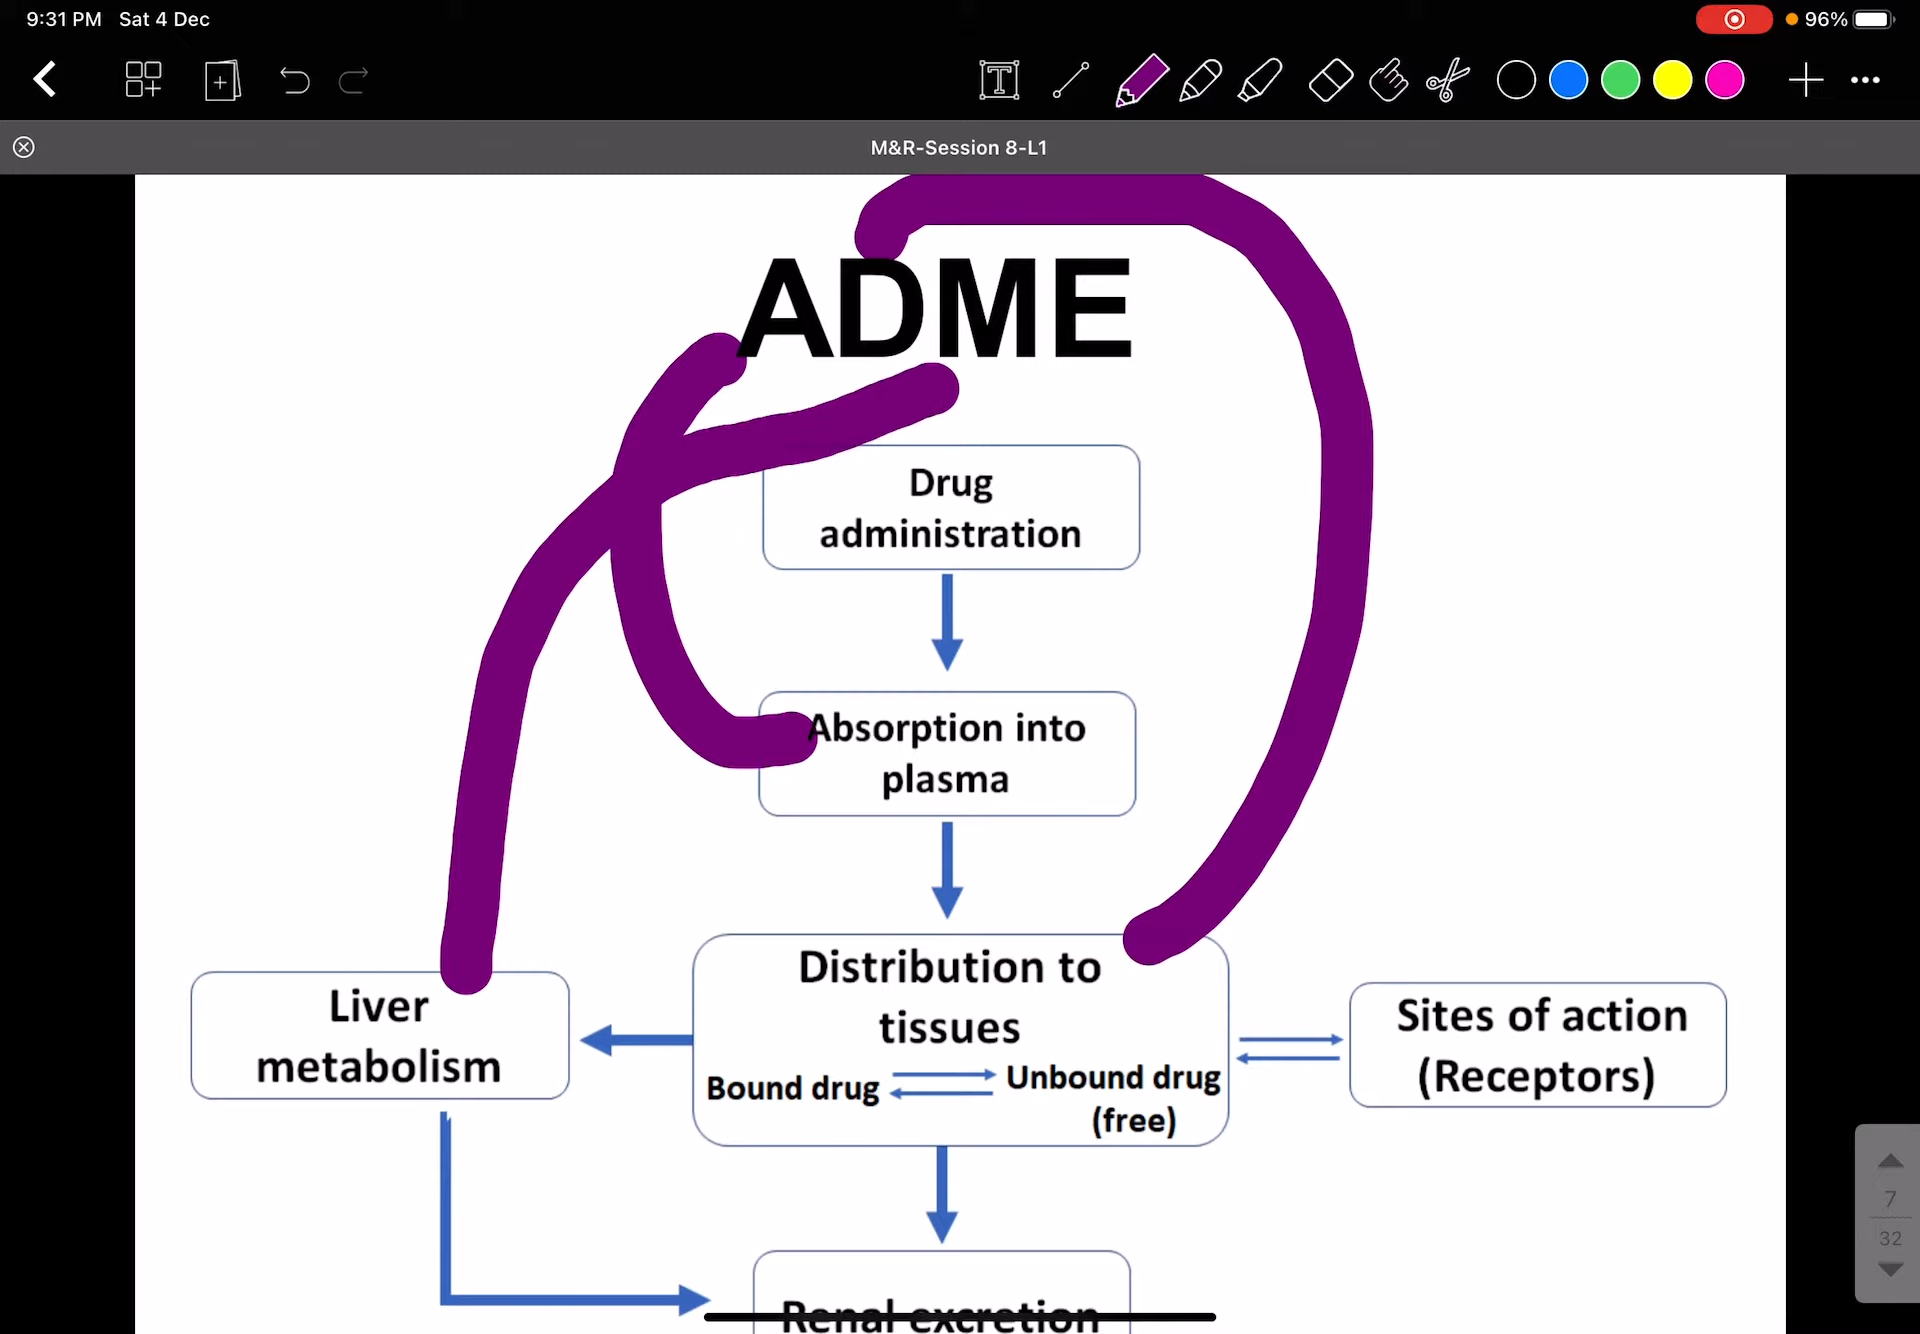 9:31 PM Sat 4 Dec
96%
T
M&R-Session 8-L1
ADME
Drug
administration
Absorption into
plasma
Distribution to
tissues
Bound drug
Unbound drug
(free)
Liver
metabolism
Sites of action
(Receptors)
Renal excretion
7
32